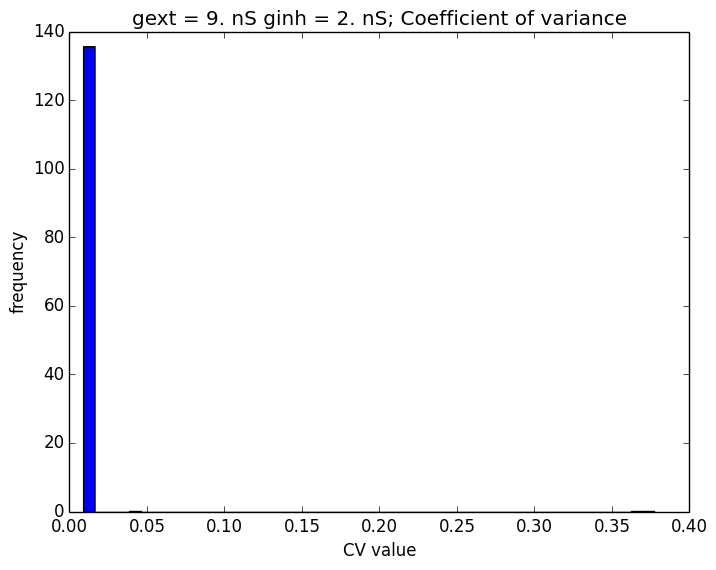 gext = 9. nS ginh = 2. nS; Coefficient of variance
140
120
100
80
60
40
20
0
frequency
0.00 0.05 0.10 0.15 0.20 0.25 0.30 0.35 0.40
CV value